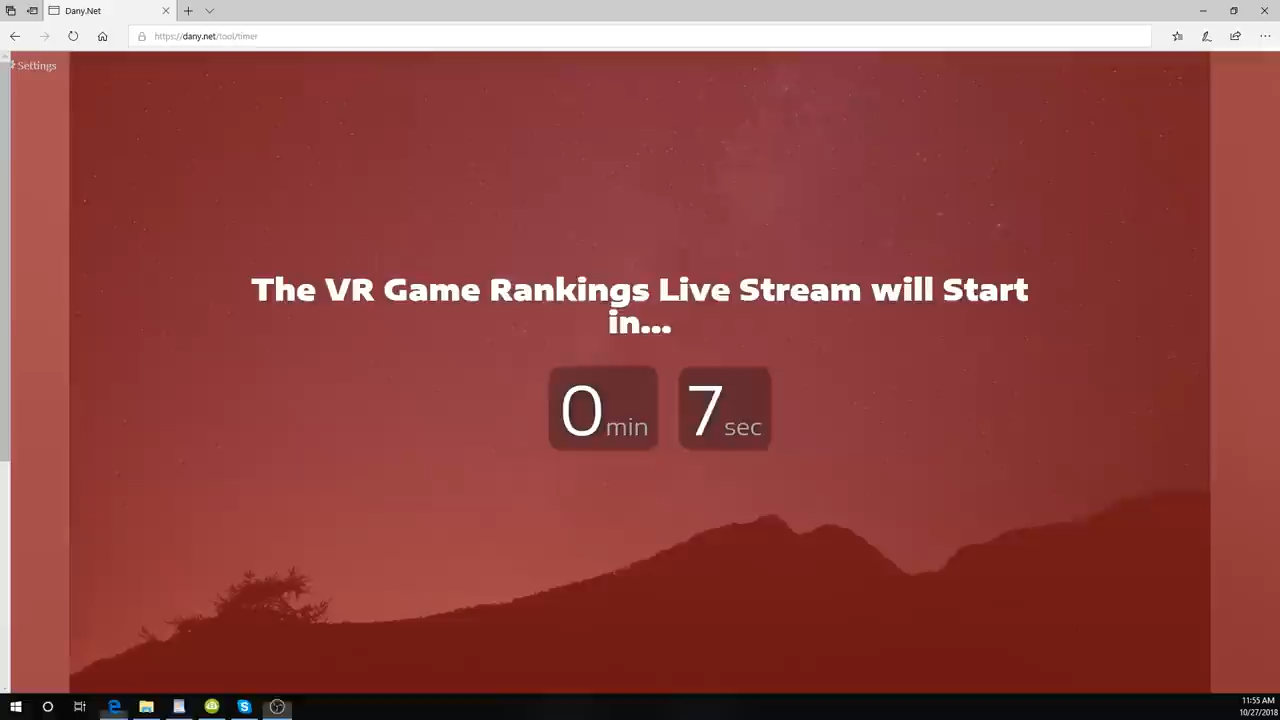 Dany.Net
https://dany.net/tool/timer
Settings
The VR Game Rankings Live Stream will Start
in...
0 min 7 sec
11:55 AM
10/27/2018